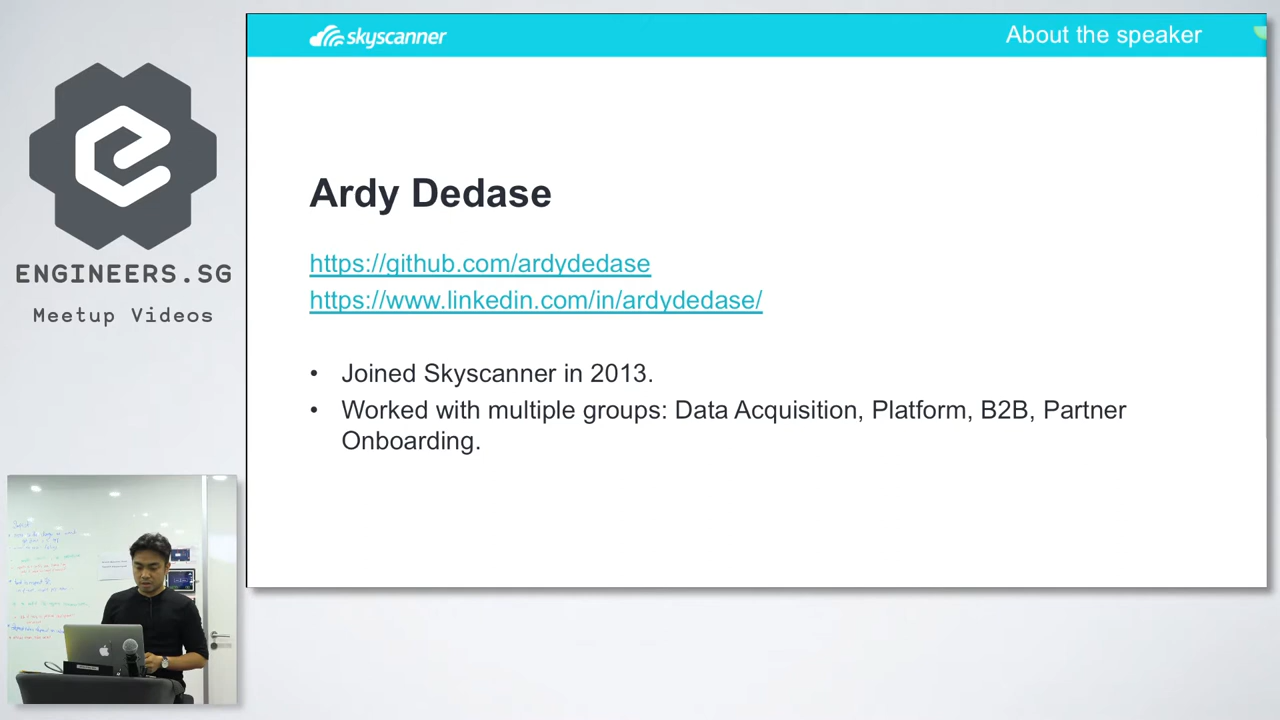 skyscanner
About the speaker
ENGINEERS.SG
Meetup Videos
Ardy Dedase
https://github.com/ardydedase
https://www.linkedin.com/in/ardydedase/
• Joined Skyscanner in 2013.
• Worked with multiple groups: Data Acquisition, Platform, B2B, Partner
Onboarding.